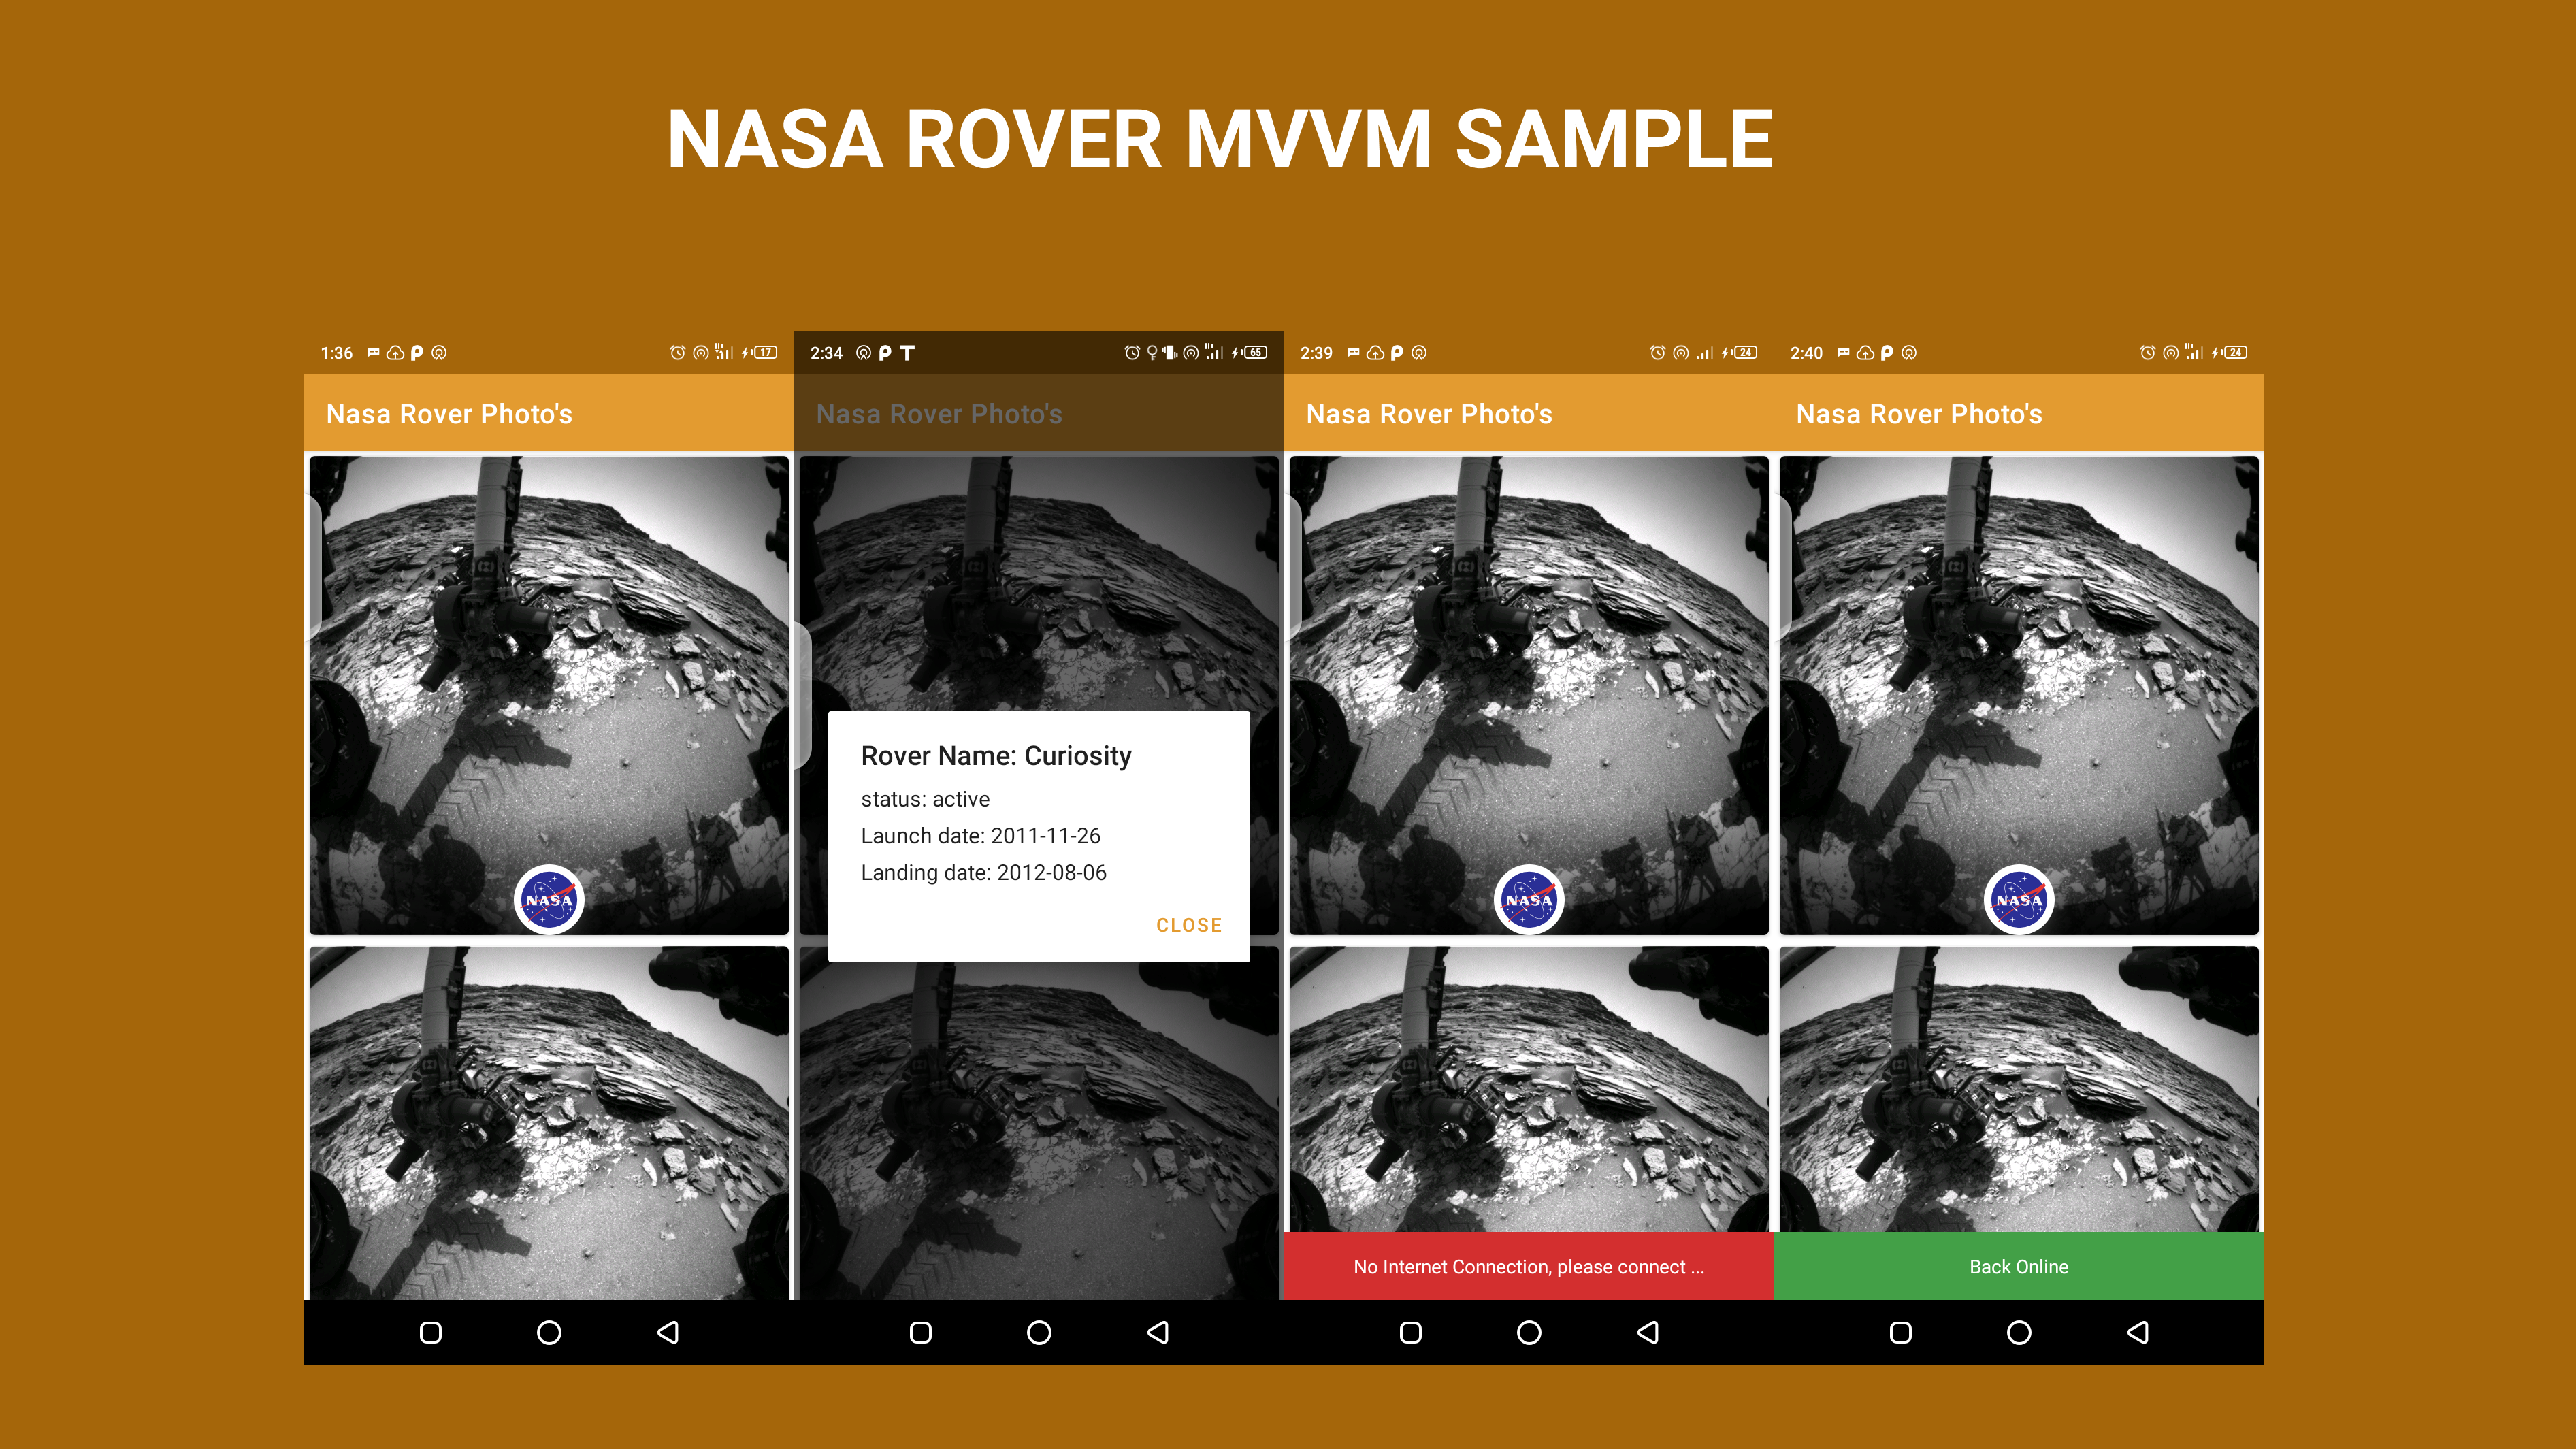 NASA ROVER MVVM SAMPLE
1:36
17
Nasa Rover Photo's
NASA
2:34
65
Nasa Rover Photo's
Rover Name: Curiosity
status: active
Launch date: 2011-11-26
Landing date: 2012-08-06
CLOSE
2:39
24
Nasa Rover Photo's
NASA
No Internet Connection, please connect ...
2:40
24
Nasa Rover Photo's
NASA
Back Online